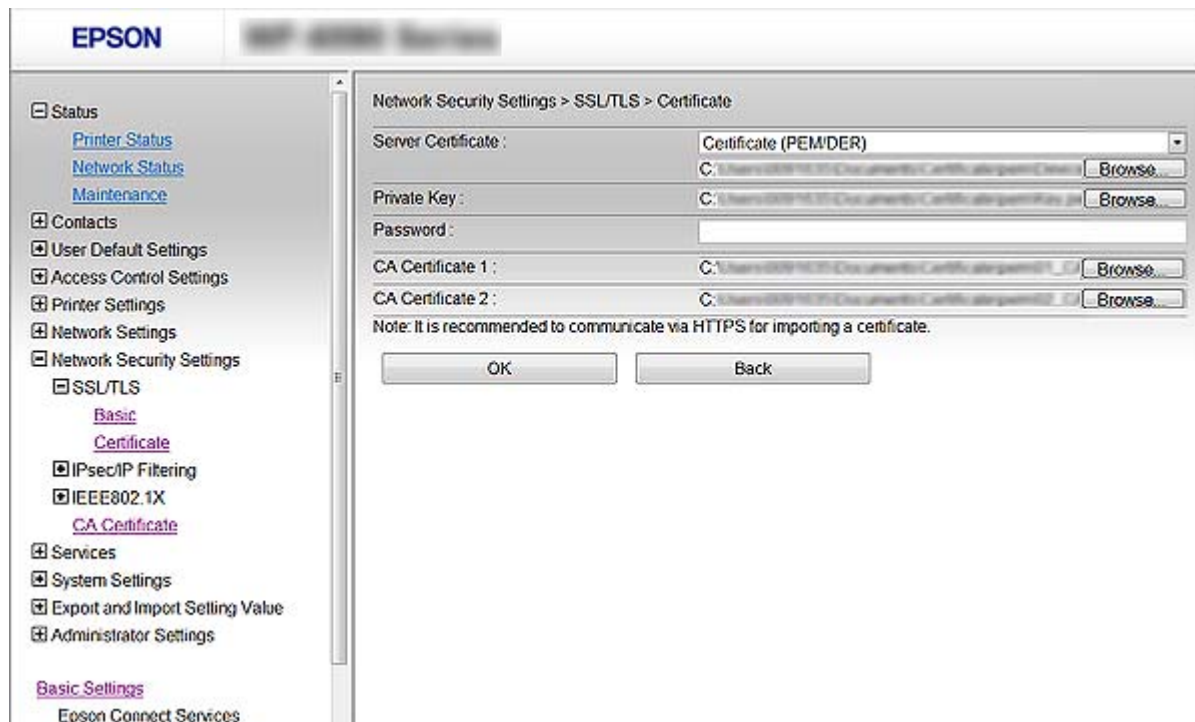 EPSON
Status
Printer Status
Network Status
Maintenance
Contacts
User Default Settings
Access Control Settings
Printer Settings
Network Settings
Network Security Settings
SSL/TLS
Basic
Certificate
IPsec/IP Filtering
IEEE802.1X
CA Certificate
Services
System Settings
Export and Import Setting Value
Administrator Settings
Basic Settings
Epson Connect Services
Network Security Settings > SSL/TLS > Certificate
Server Certificate : Certificate (PEM/DER)
C: Browse...
Private Key : C: Browse...
Password :
CA Certificate 1 : C: Browse...
CA Certificate 2 : C: Browse...
Note: It is recommended to communicate via HTTPS for importing a certificate.
OK Back